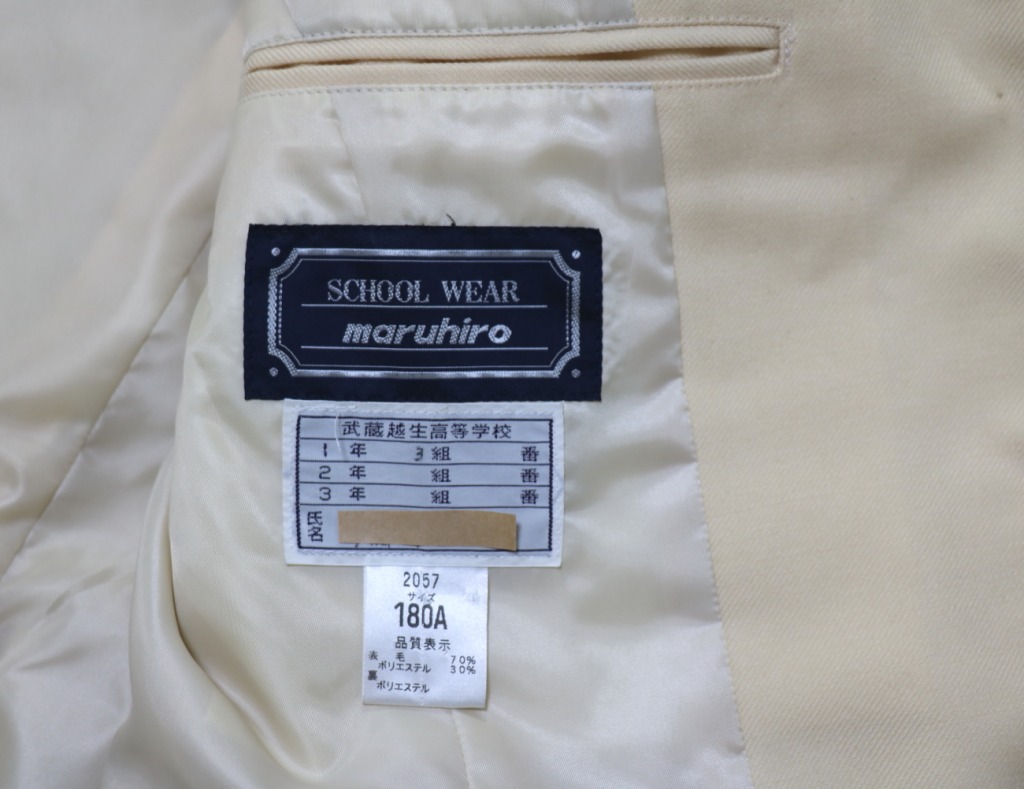 SCHOOL WEAR
maruhiro
武蔵越生高等学校
1 年 3 組 番
2 年 組 番
3 年 組 番
氏名
2057
サイズ
180A
品質表示
表 毛 70%
ポリエステル 30%
裏
ポリエステル